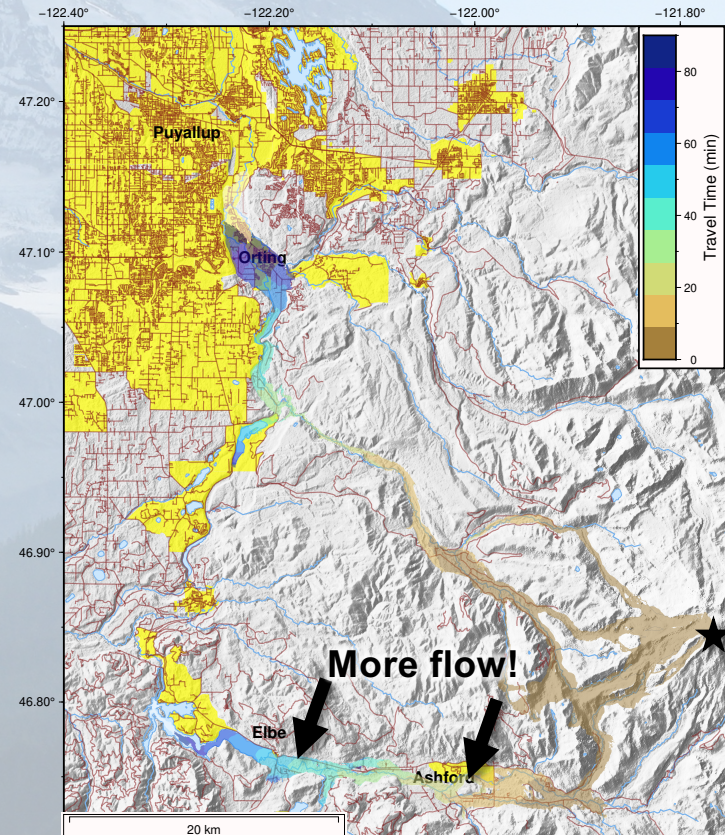 −122.40° −122.20° −122.00° −121.80°
47.20°
47.10°
47.00°
46.90°
46.80°
Puyallup
Orting
More flow!
Elbe
Ashford
80
60
40
20
0
Travel Time (min)
20 km